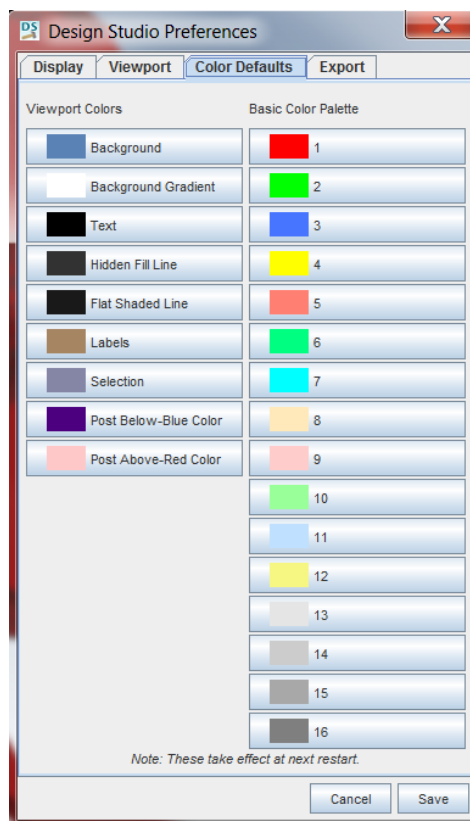 DS Design Studio Preferences
Display Viewport Color Defaults Export
Viewport Colors Basic Color Palette
Background 1
Background Gradient 2
Text 3
Hidden Fill Line 4
Flat Shaded Line 5
Labels 6
Selection 7
Post Below-Blue Color 8
Post Above-Red Color 9
10
11
12
13
14
15
16
Note: These take effect at next restart.
Cancel Save